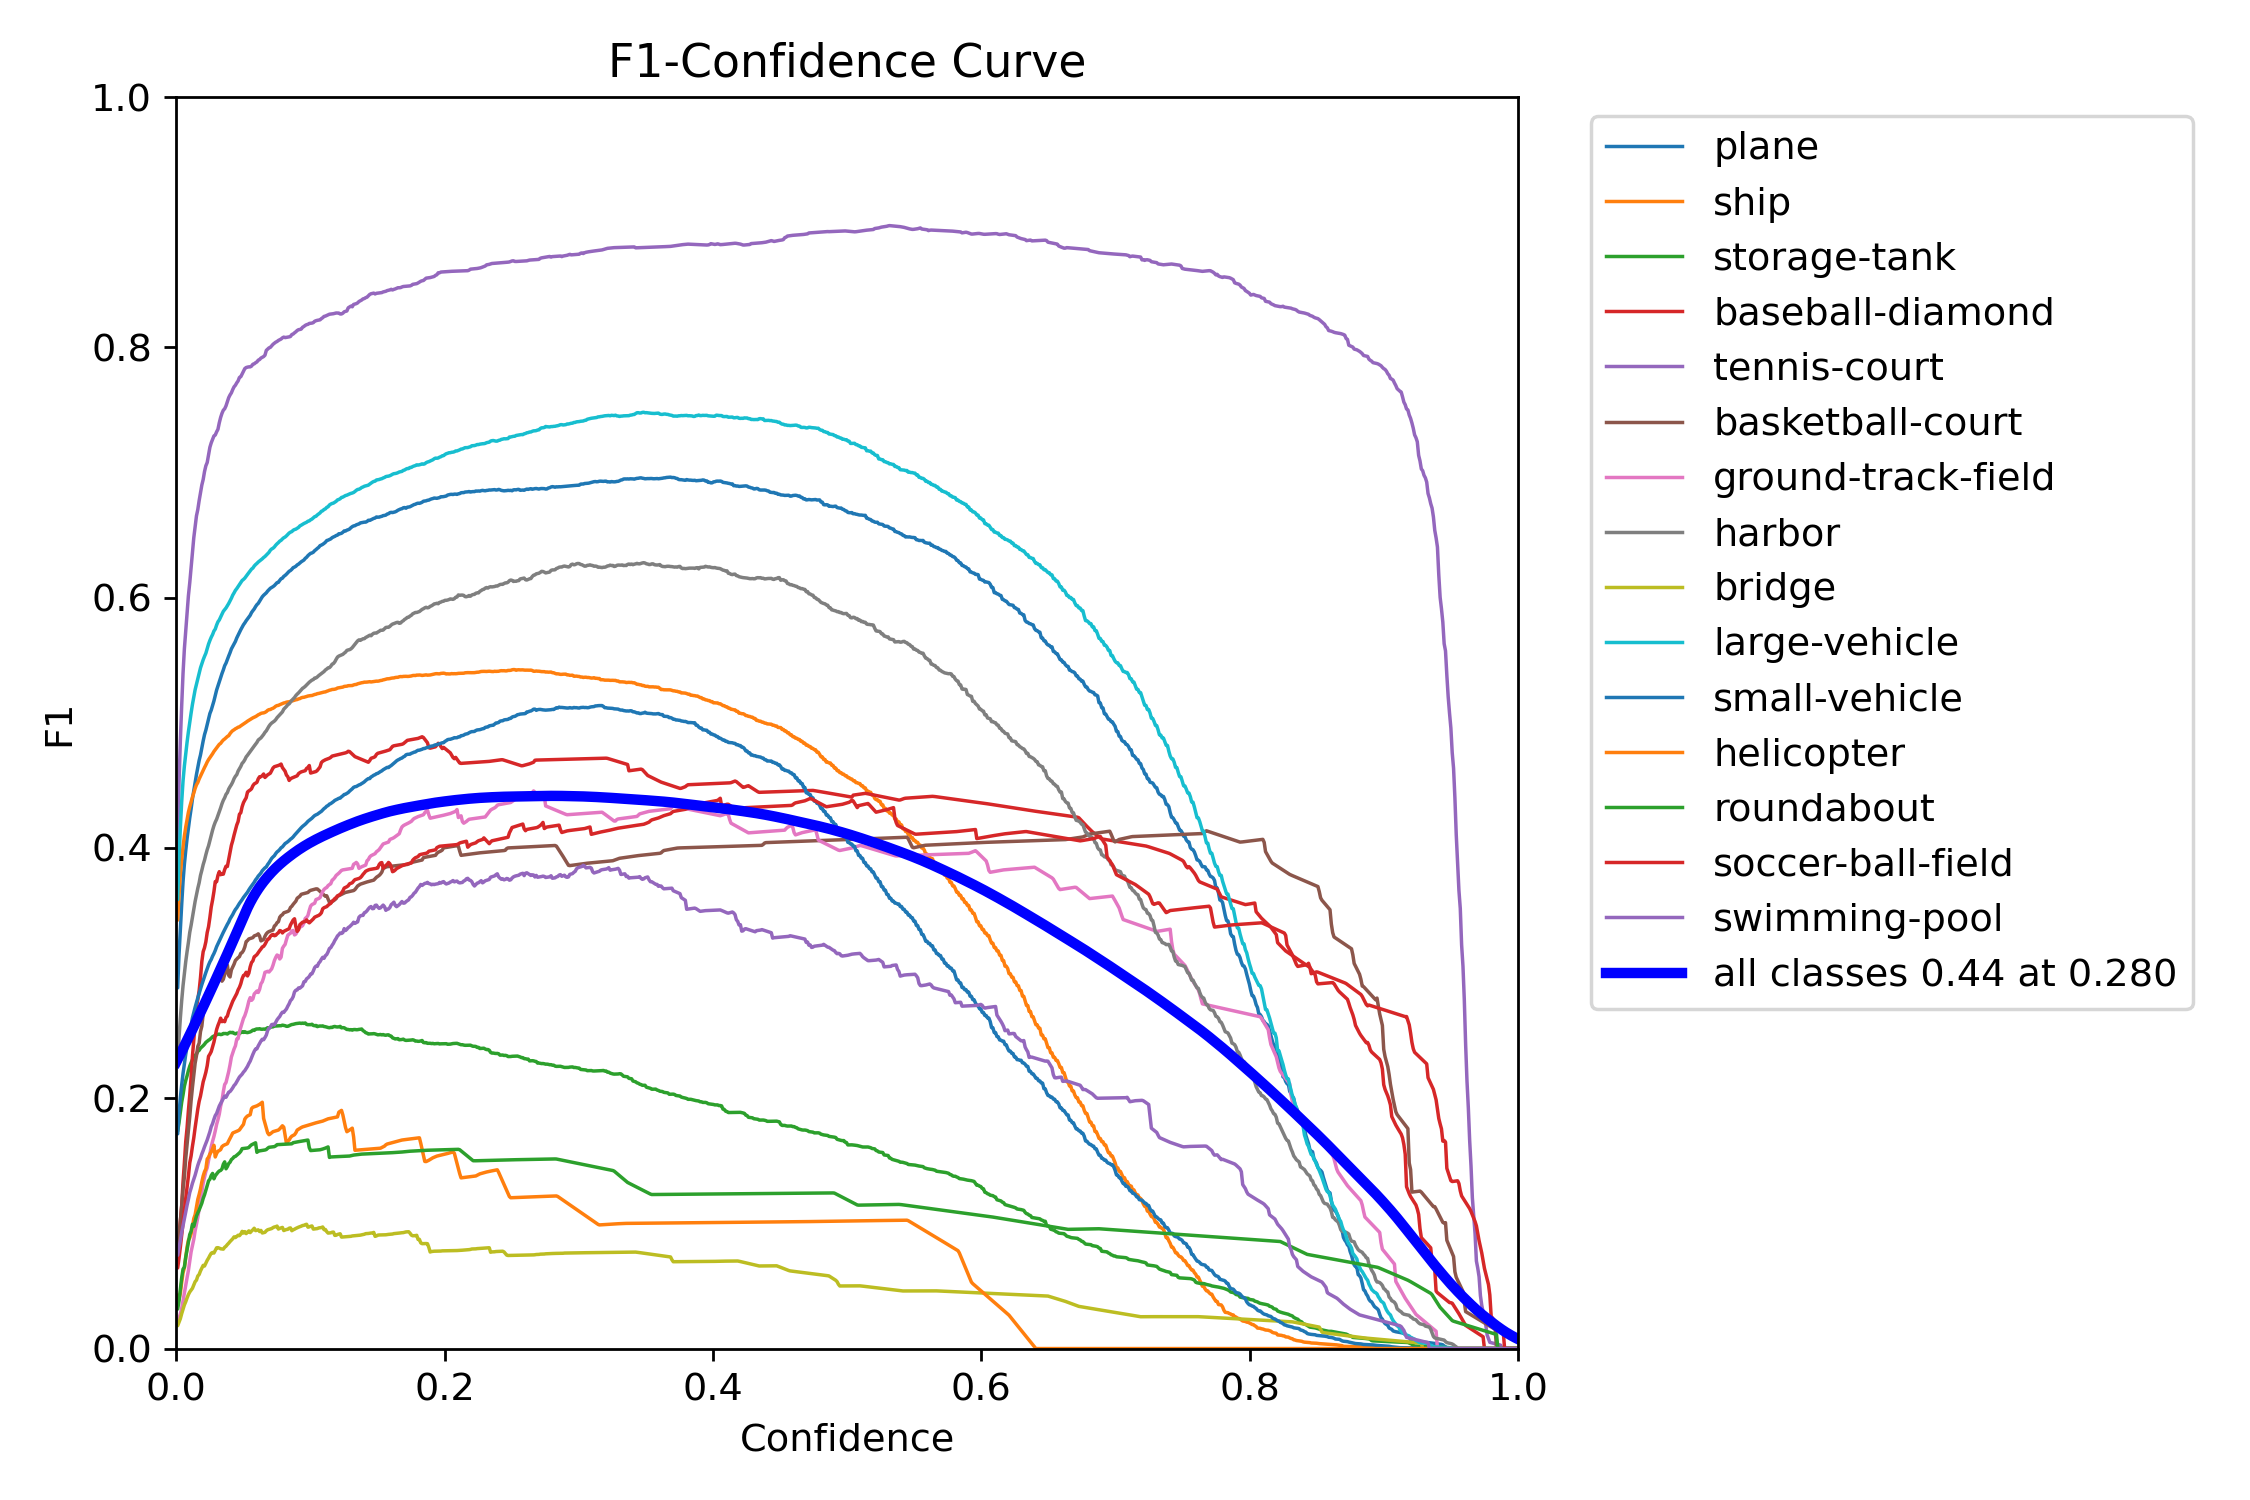 F1-Confidence Curve
1.0
0.8
0.6
0.4
0.2
0.0
F1
0.0 0.2 0.4 0.6 0.8 1.0
Confidence
plane
ship
storage-tank
baseball-diamond
tennis-court
basketball-court
ground-track-field
harbor
bridge
large-vehicle
small-vehicle
helicopter
roundabout
soccer-ball-field
swimming-pool
all classes 0.44 at 0.280